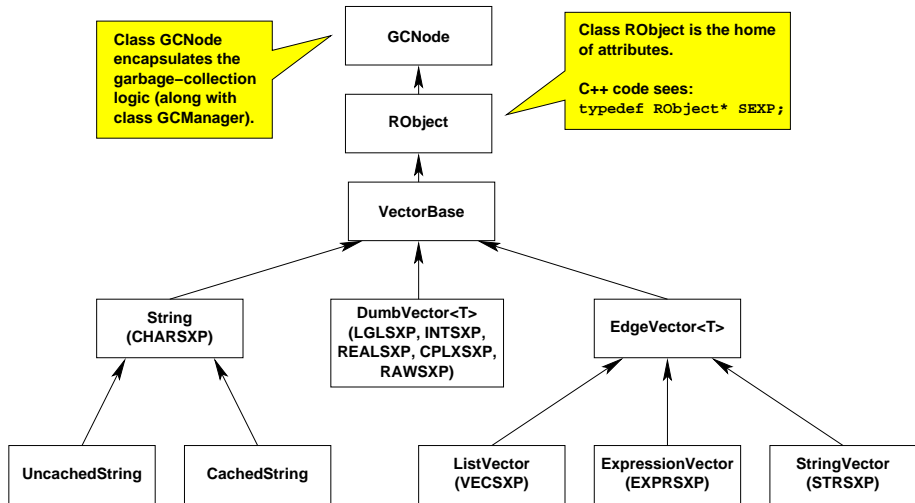 Class GCNode
encapsulates the
garbage−collection
logic (along with
class GCManager).
GCNode
Class RObject is the home
of attributes.
C++ code sees:
typedef RObject* SEXP;
RObject
VectorBase
String
(CHARSXP)
DumbVector<T>
(LGLSXP, INTSXP,
REALSXP, CPLXSXP,
RAWSXP)
EdgeVector<T>
UncachedString
CachedString
ListVector
(VECSXP)
ExpressionVector
(EXPRSXP)
StringVector
(STRSXP)